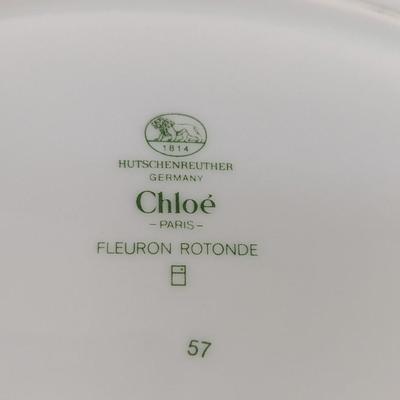 1814
HUTSCHENREUTHER
GERMANY
Chloé
-PARIS-
FLEURON ROTONDE
57